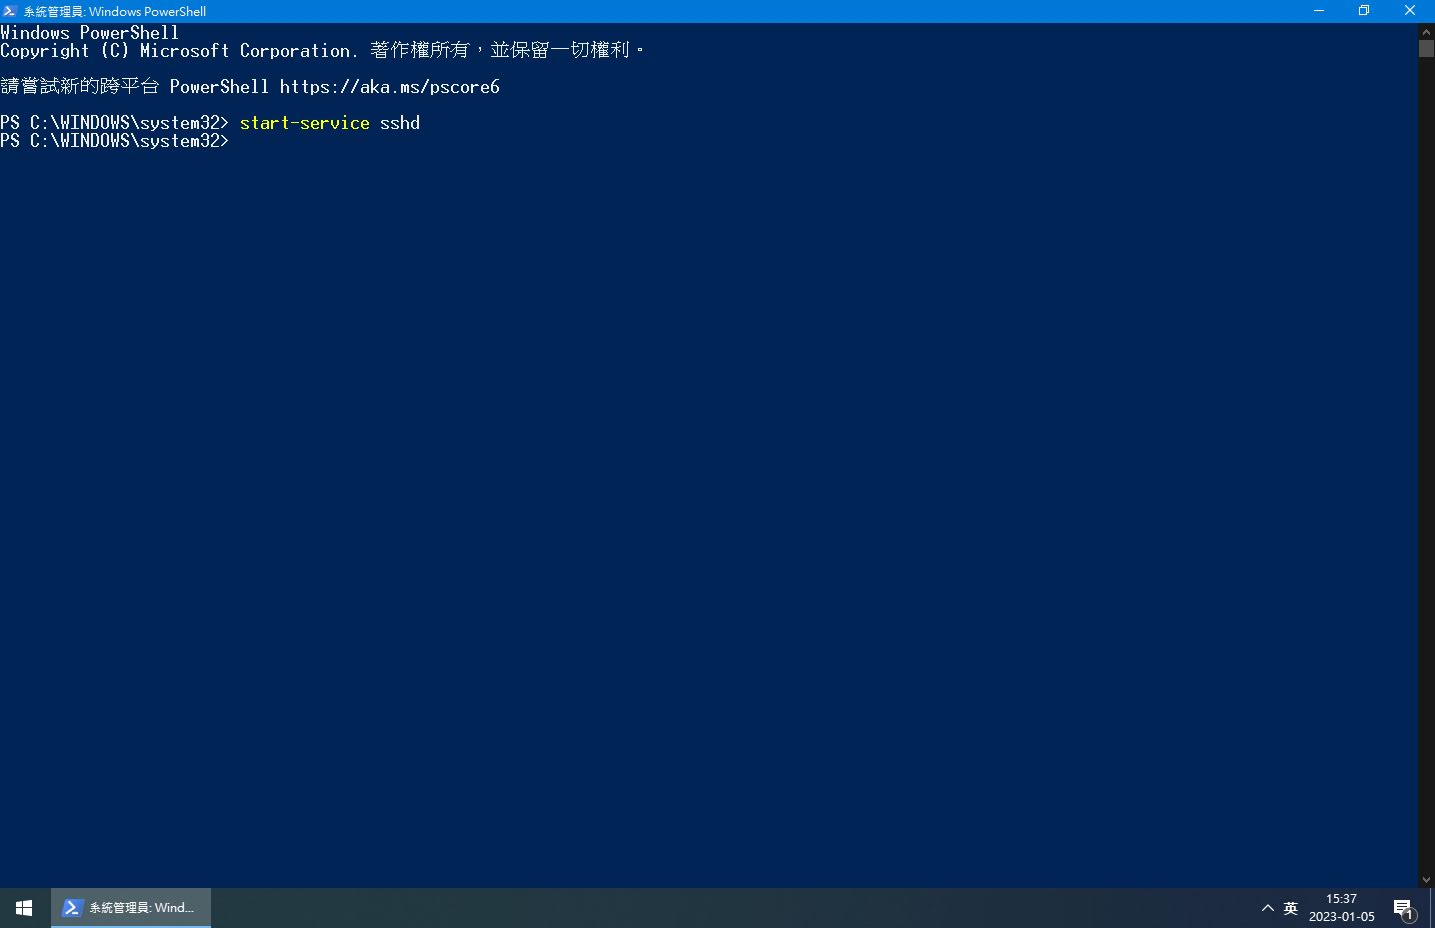 系統管理員: Windows PowerShell
Windows PowerShell
Copyright (C) Microsoft Corporation. 著作權所有，並保留一切權利。
請嘗試新的跨平台 PowerShell https://aka.ms/pscore6
PS C:\WINDOWS\system32> start-service sshd
PS C:\WINDOWS\system32>
系統管理員: Wind...
英
15:37
2023-01-05
1